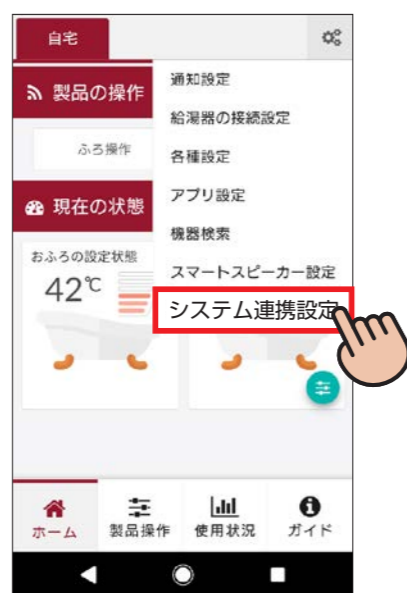 自宅
製品の操作
ふろ操作
現在の状態
おふろの設定状態
42℃
通知設定
給湯器の接続設定
各種設定
アプリ設定
機器検索
スマートスピーカー設定
システム連携設定
ホーム
製品操作
使用状況
ガイド